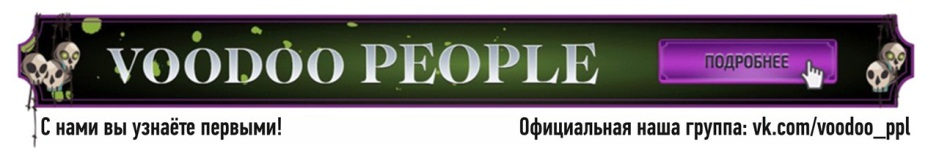 VOODOO PEOPLE
ПОДРОБНЕЕ
С нами вы узнаёте первыми!
Официальная наша группа: vk.com/voodoo_ppl